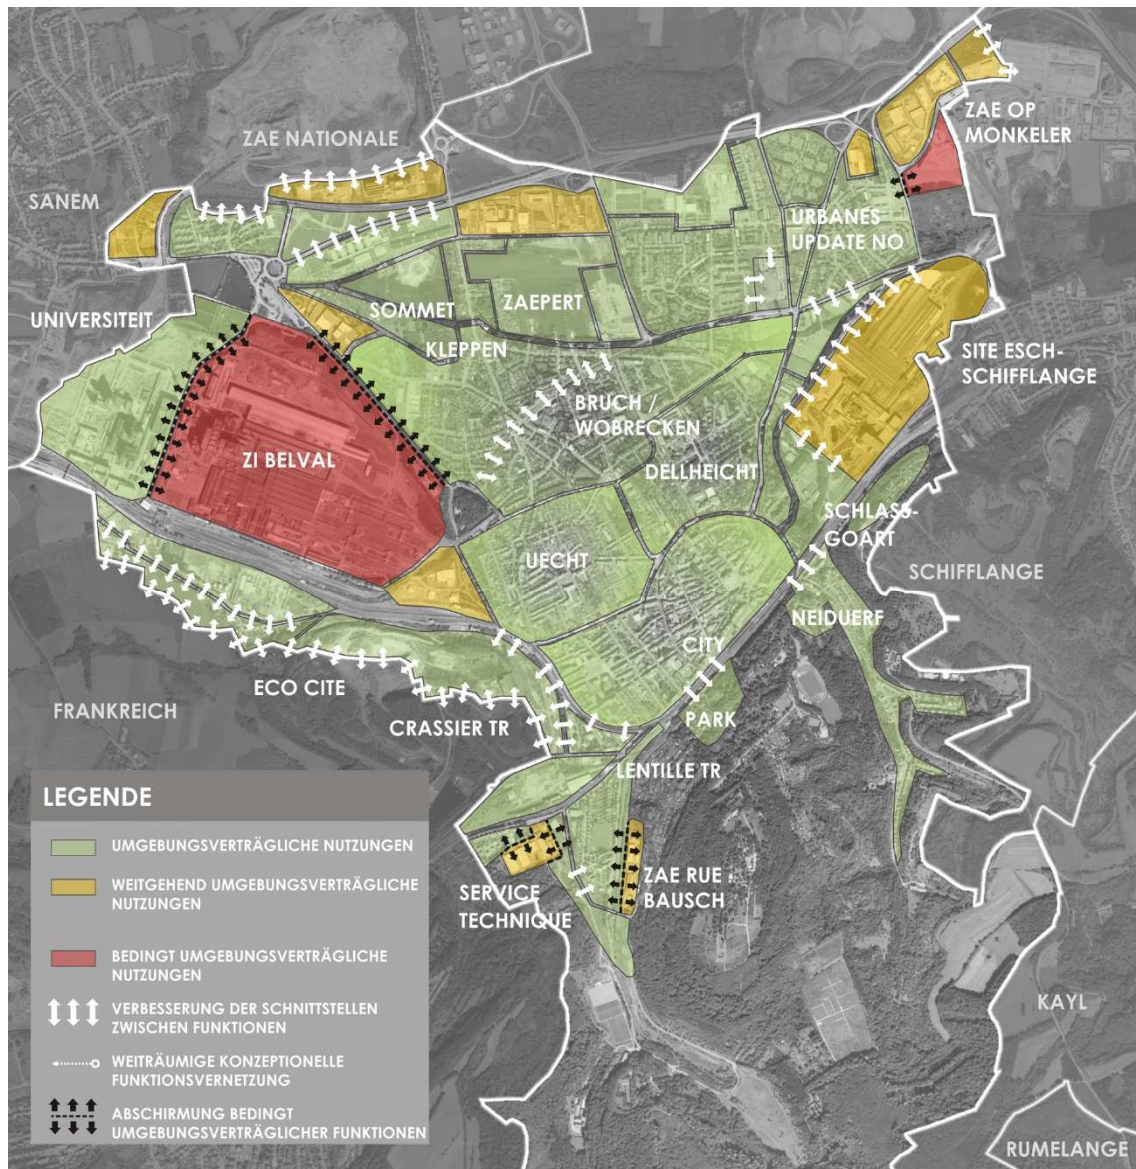 ZAE NATIONALE
ZAE OP
MONKELER
SANEM
URBANES
UPDATE NO
UNIVERSITEIT
SOMMET
ZAEPERT
KLEPPEN
SITE ESCH-
SCHIFFLANGE
BRUCH /
WOBRECKEN
ZI BELVAL
DELLHEICHT
SCHLASS-
GOART
UECHT
SCHIFFLANGE
NEIDUERF
CITY
ECO CITE
FRANKREICH
CRASSIER TR
PARK
LENTILLE TR
SERVICE
TECHNIQUE
ZAE RUE
BAUSCH
KAYL
RUMELANGE
LEGENDE
UMGEBUNGSVERTRÄGLICHE NUTZUNGEN
WEITGEHEND UMGEBUNGSVERTRÄGLICHE
NUTZUNGEN
BEDINGT UMGEBUNGSVERTRÄGLICHE
NUTZUNGEN
VERBESSERUNG DER SCHNITTSTELLEN
ZWISCHEN FUNKTIONEN
WEITRÄUMIGE KONZEPTIONELLE
FUNKTIONSVERNETZUNG
ABSCHIRMUNG BEDINGT
UMGEBUNGSVERTRÄGLICHER FUNKTIONEN